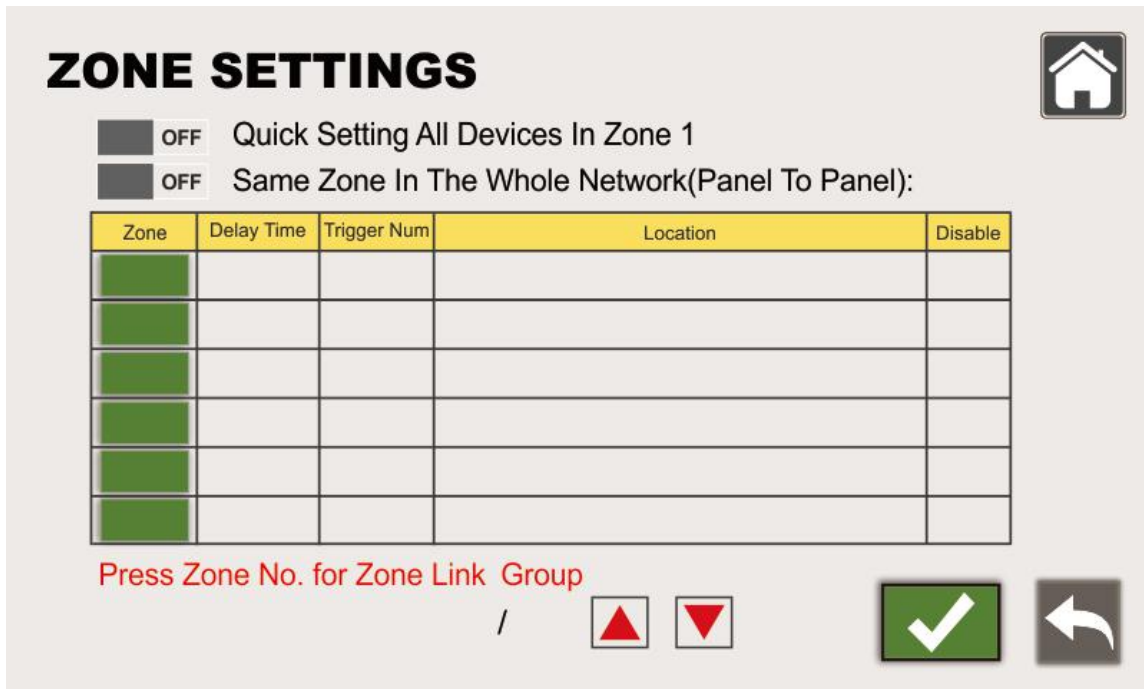 ZONE SETTINGS
OFF Quick Setting All Devices In Zone 1
OFF Same Zone In The Whole Network(Panel To Panel):
Zone Delay Time Trigger Num Location Disable
Press Zone No. for Zone Link Group
/